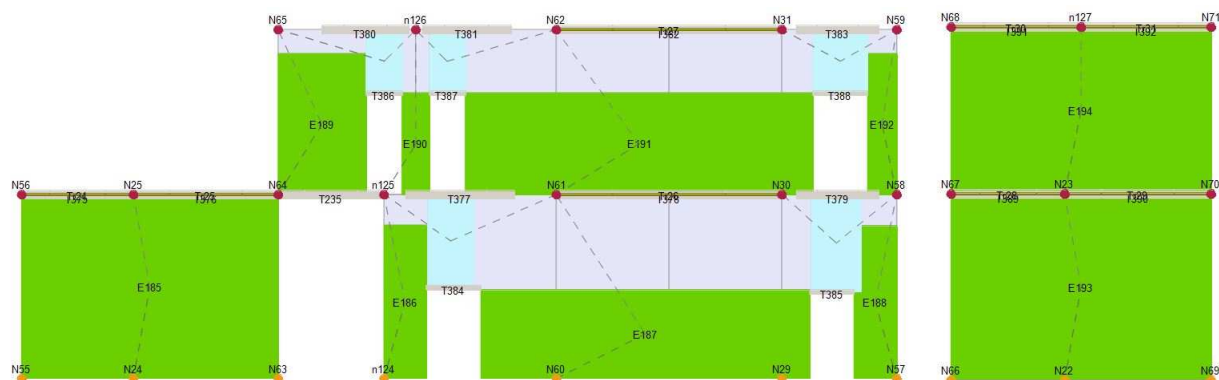 N65 n126 N62 N31 N59 N68 n127 N71
T380 T381 T382 T383
T386 T387 T388
E189 E190 E191 E192 E194
N56 N25 N64 n125 N61 N30 N58 N67 N23 N70
T235 T377 T378 T379
T384 T385
E185 E186 E187 E188 E193
N55 N24 N63 n124 N60 N29 N57 N66 N22 N69